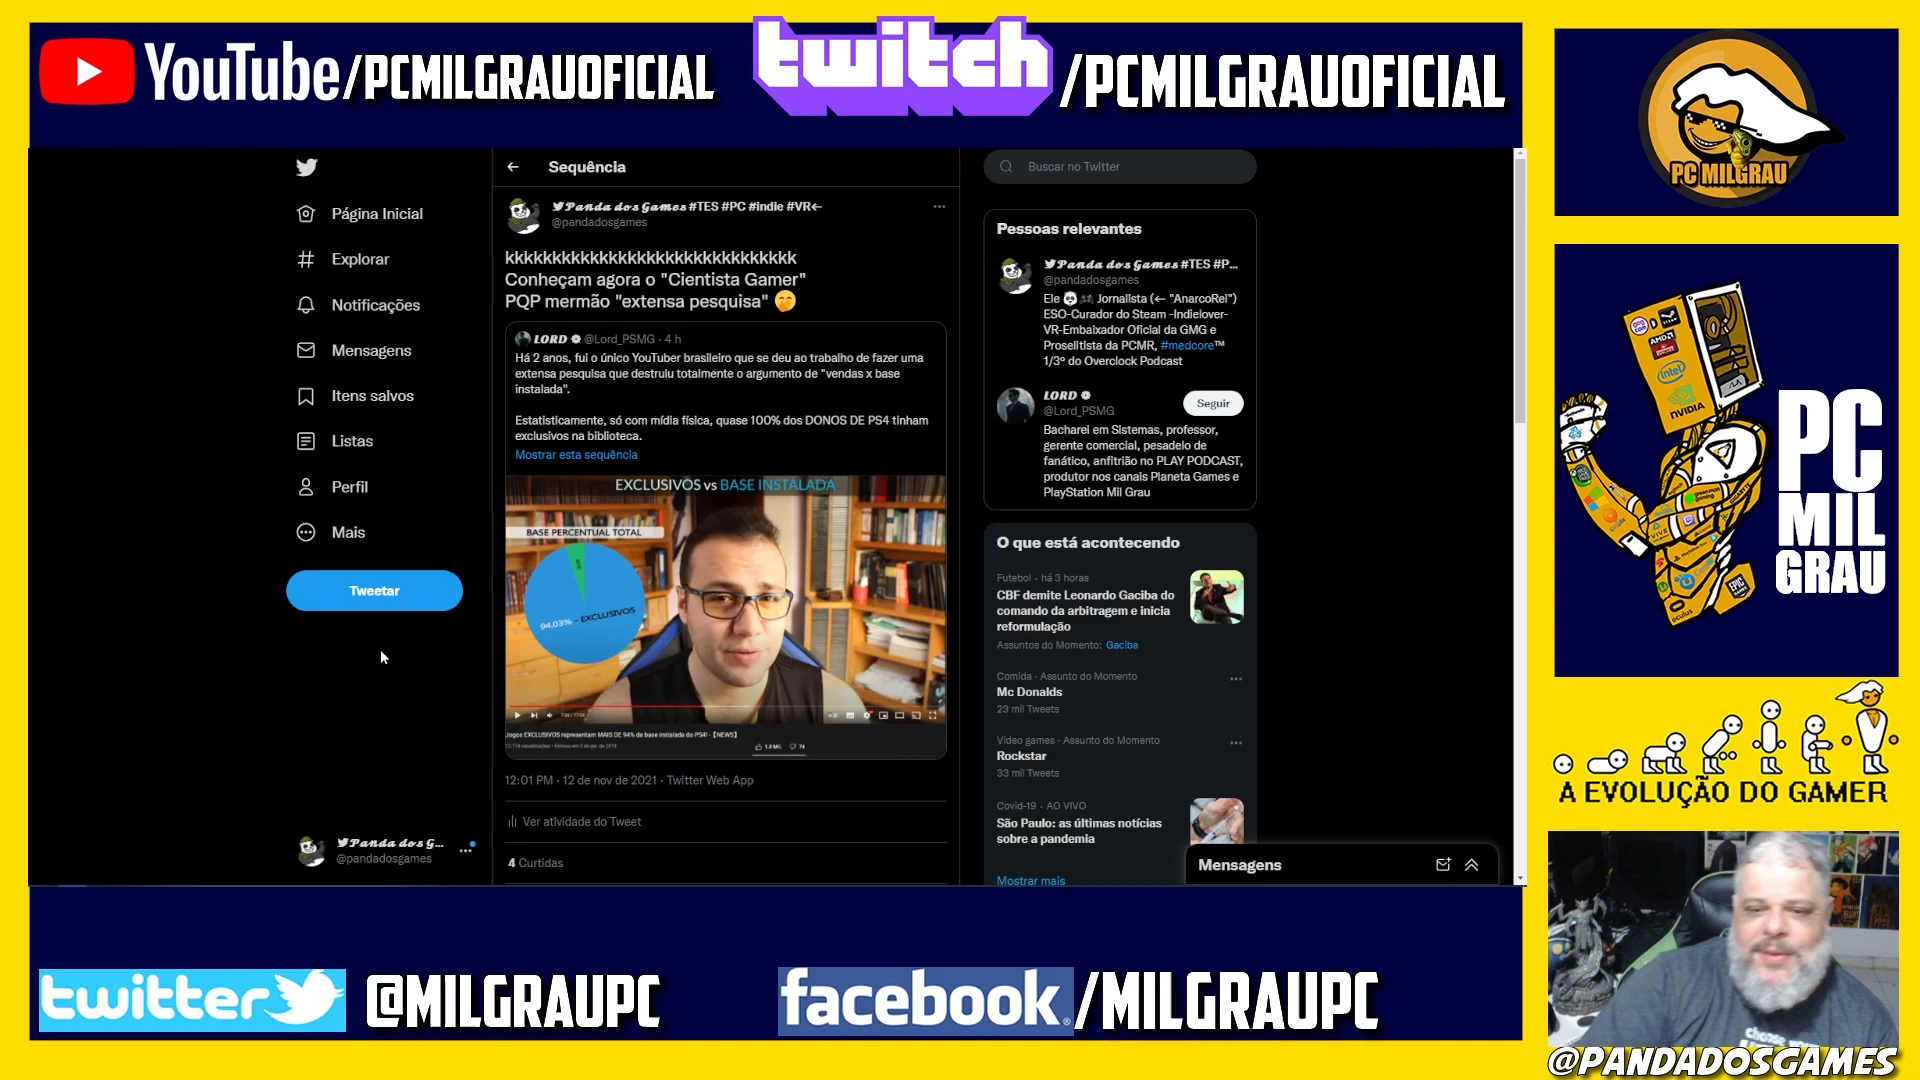 YouTube/PCMILGRAUOFICIAL
twitch/PCMILGRAUOFICIAL
PC MILGRAU
Página Inicial
Explorar
Notificações
Mensagens
Itens salvos
Listas
Perfil
Mais
Tweetar
Panda dos G...
@pandadosgames
Sequência
Panda dos Games #TES #PC #indie #VR←
@pandadosgames
kkkkkkkkkkkkkkkkkkkkkkkkkkkkkkk
Conheçam agora o "Cientista Gamer"
PQP mermão "extensa pesquisa"
LORD @Lord_PSMG · 4 h
Há 2 anos, fui o único YouTuber brasileiro que se deu ao trabalho de fazer uma
extensa pesquisa que destruiu totalmente o argumento de "vendas x base
instalada".
Estatisticamente, só com mídia física, quase 100% dos DONOS DE PS4 tinham
exclusivos na biblioteca.
Mostrar esta sequência
EXCLUSIVOS vs BASE INSTALADA
BASE PERCENTUAL TOTAL
94,03% - EXCLUSIVOS
Jogos EXCLUSIVOS representam MAIS DE 94% da base instalada do PS4! - [NEWS]
12:01 PM · 12 de nov de 2021 · Twitter Web App
Ver atividade do Tweet
4 Curtidas
Buscar no Twitter
Pessoas relevantes
Panda dos Games #TES #P...
@pandadosgames
Ele Jornalista (← "AnarcoRel")
ESO-Curador do Steam -Indielover-
VR-Embaixador Oficial da GMG e
Proselitista da PCMR, #medcore™
1/3º do Overclock Podcast
LORD
@Lord_PSMG
Seguir
Bacharel em Sistemas, professor,
gerente comercial, pesadelo de
fanático, anfitrião no PLAY PODCAST,
produtor nos canais Planeta Games e
PlayStation Mil Grau
O que está acontecendo
Futebol · há 3 horas
CBF demite Leonardo Gaciba do
comando da arbitragem e inicia
reformulação
Assuntos do Momento: Gaciba
Comida · Assunto do Momento
Mc Donalds
23 mil Tweets
Video games · Assunto do Momento
Rockstar
33 mil Tweets
Covid-19 · AO VIVO
São Paulo: as últimas notícias
sobre a pandemia
Mostrar mais
Mensagens
AMD
intel
NVIDIA
EPIC GAMES
oculus
PC
MIL
GRAU
A EVOLUÇÃO DO GAMER
twitter @MILGRAUPC
facebook /MILGRAUPC
@PANDADOSGAMES